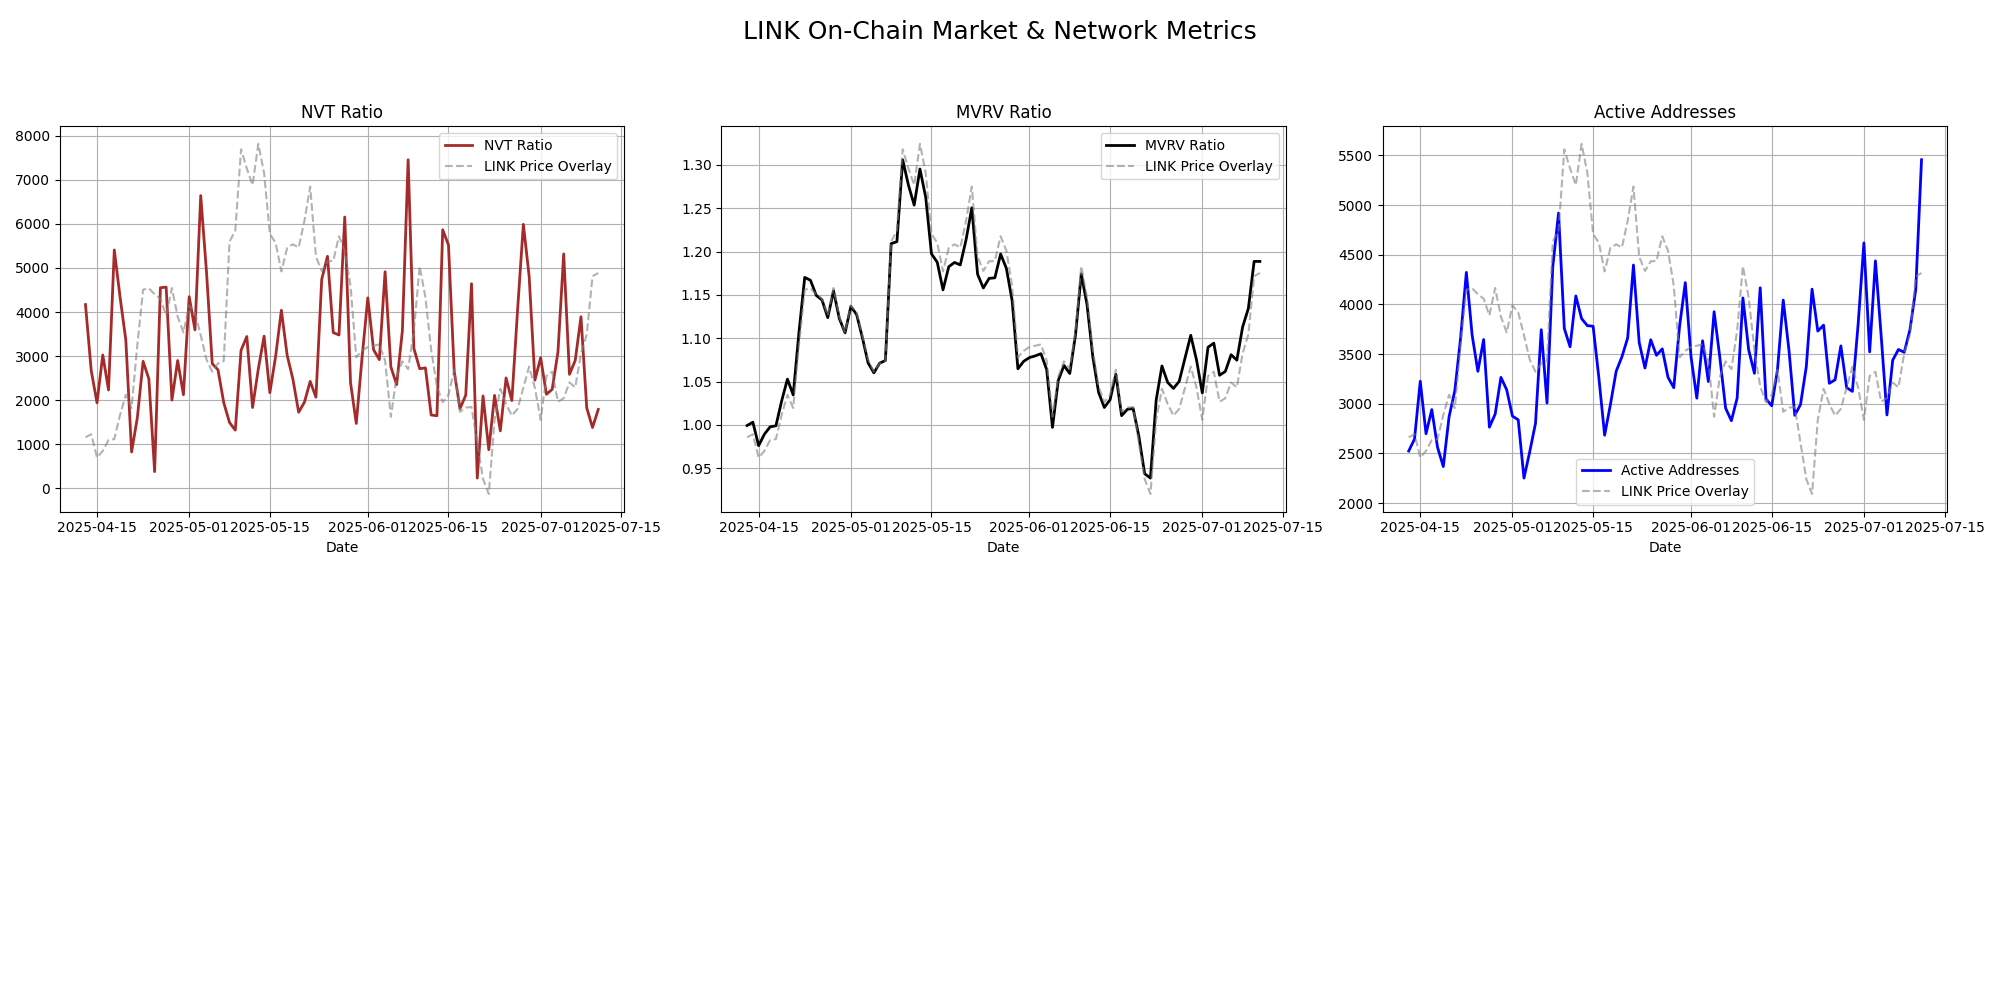 LINK On-Chain Market & Network Metrics
NVT Ratio
8000
7000
6000
5000
4000
3000
2000
1000
0
NVT Ratio
LINK Price Overlay
2025-04-15 2025-05-01 2025-05-15 2025-06-01 2025-06-15 2025-07-01 2025-07-15
Date
MVRV Ratio
1.30
1.25
1.20
1.15
1.10
1.05
1.00
0.95
MVRV Ratio
LINK Price Overlay
2025-04-15 2025-05-01 2025-05-15 2025-06-01 2025-06-15 2025-07-01 2025-07-15
Date
Active Addresses
5500
5000
4500
4000
3500
3000
2500
2000
Active Addresses
LINK Price Overlay
2025-04-15 2025-05-01 2025-05-15 2025-06-01 2025-06-15 2025-07-01 2025-07-15
Date